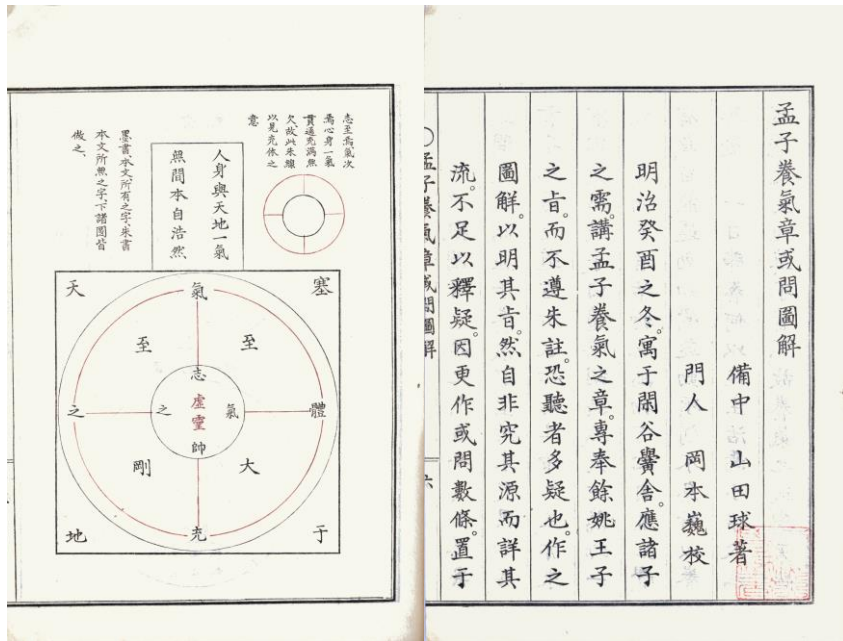 孟子養氣章或問圖解
備中 山田球著
門人 岡本巍校
明治癸酉之冬。寓于閑谷黌舎。應諸子
之需。講孟子養氣之章。專奉餘姚王子
之旨。而不遵朱註。恐聽者多疑也。作之
圖解。以明其旨。然自非究其源而詳其
流。不足以釋疑。因更作或問數條。置于
○孟子養氣章或問圖解
六
志至焉、氣次
焉、心身一氣
貫通充満無
欠、故此朱線
以見充体之
意
人身與天地一氣
無間本自浩然
墨書、本文所有之字、朱書
本文所無之字、下諸圖皆
倣之、
塞
體
于
至
大
氣
氣
志
虛靈
帥
充
之
至
剛
天
之
地